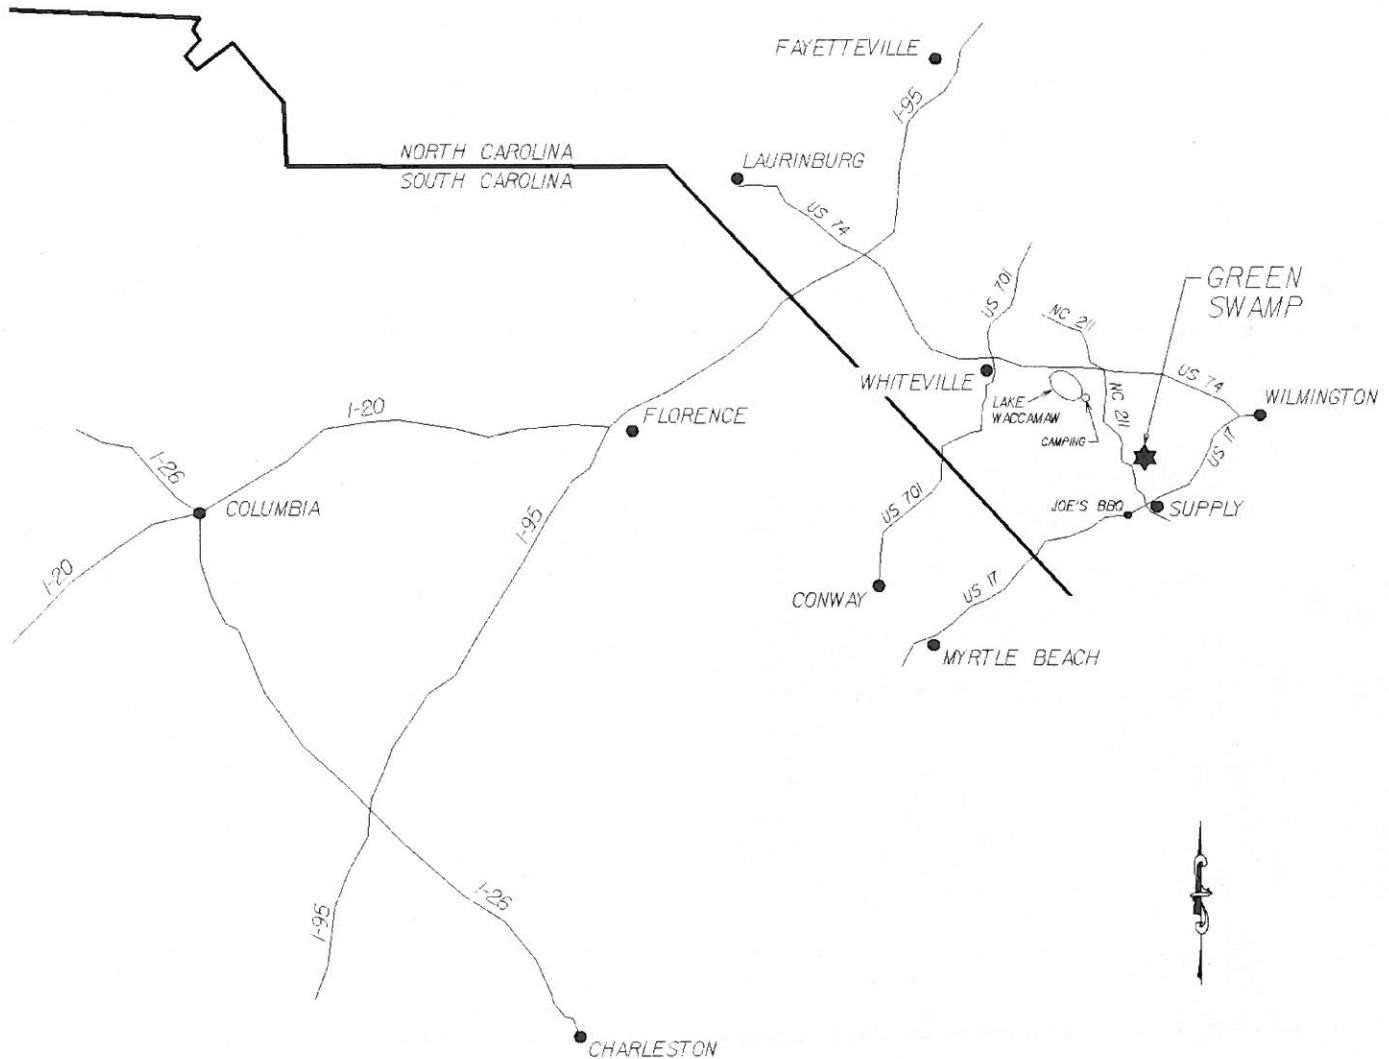 FAYETTEVILLE
I-95
NORTH CAROLINA
SOUTH CAROLINA
LAURINBURG
US 74
US 701
NC 211
GREEN
SWAMP
WHITEVILLE
LAKE
WACCAMAW
CAMPING
NC 211
US 74
WILMINGTON
US 17
I-20
FLORENCE
I-26
COLUMBIA
I-95
US 701
JOE'S BBQ
SUPPLY
I-20
CONWAY
US 17
MYRTLE BEACH
I-26
I-95
CHARLESTON